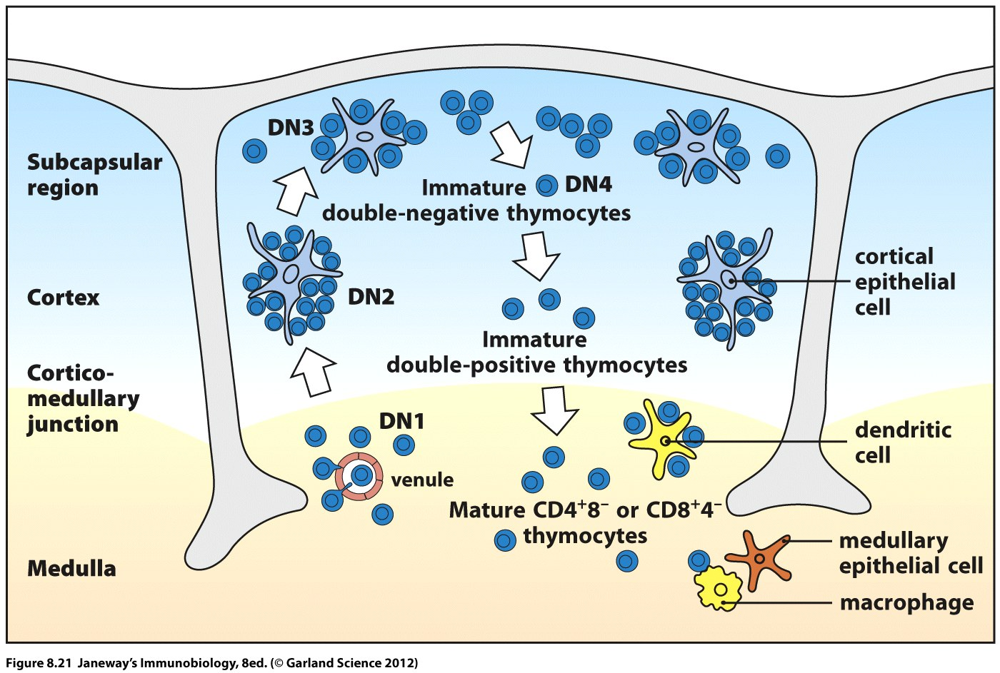 DN3
Subcapsular
region
Immature
DN4
double-negative thymocytes
cortical
epithelial
cell
Cortex
DN2
Immature
double-positive thymocytes
Cortico-
medullary
junction
DN1
dendritic
cell
venule
Mature CD4⁺8⁻ or CD8⁺4⁻
thymocytes
medullary
epithelial cell
Medulla
macrophage
Figure 8.21 Janeway’s Immunobiology, 8ed. (© Garland Science 2012)